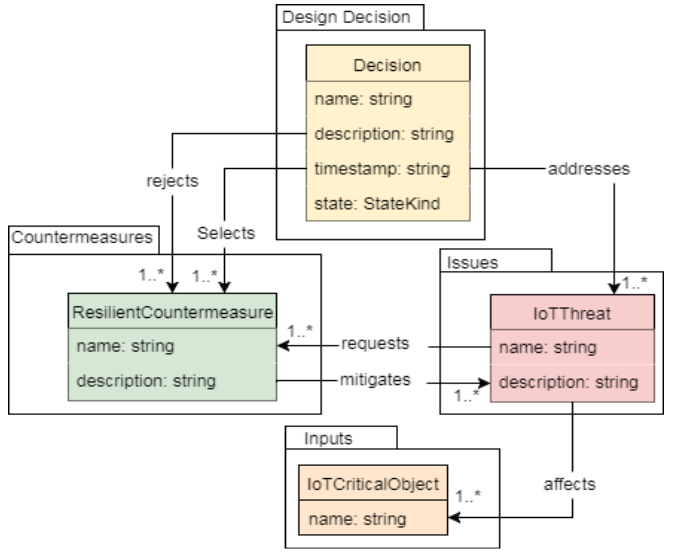 Design Decision
Decision
name: string
description: string
timestamp: string
state: StateKind
rejects
Selects
addresses
Countermeasures
1..*
1..*
ResilientCountermeasure
name: string
description: string
Issues
1..*
IoTThreat
name: string
description: string
1..*
requests
mitigates
1..*
Inputs
IoTCriticalObject
name: string
1..*
affects